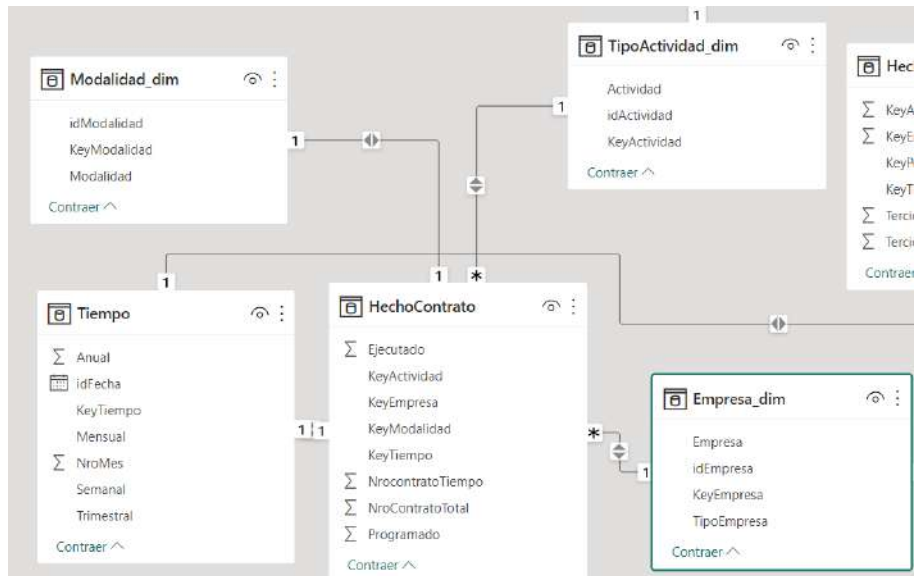 1
TipoActividad_dim
Actividad
idActividad
KeyActividad
Contraer
1
Modalidad_dim
idModalidad
KeyModalidad
Modalidad
Contraer
1
1
*
1
Tiempo
Anual
idFecha
KeyTiempo
Mensual
NroMes
Semanal
Trimestral
Contraer
1
1
HechoContrato
Ejecutado
KeyActividad
KeyEmpresa
KeyModalidad
KeyTiempo
NrocontratoTiempo
NroContratoTotal
Programado
Contraer
*
1
Empresa_dim
Empresa
idEmpresa
KeyEmpresa
TipoEmpresa
Contraer
Hec
KeyA
KeyE
KeyP
KeyT
Terci
Terci
Contraer